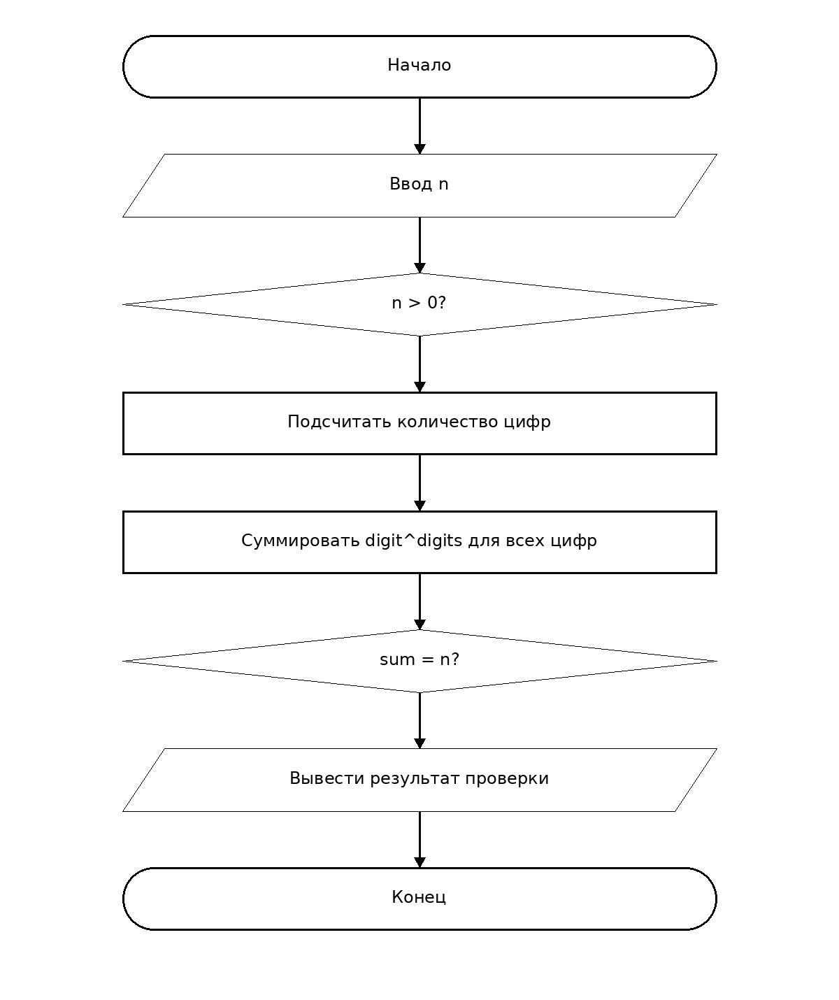 Начало
Ввод n
n > 0?
Подсчитать количество цифр
Суммировать digit^digits для всех цифр
sum = n?
Вывести результат проверки
Конец